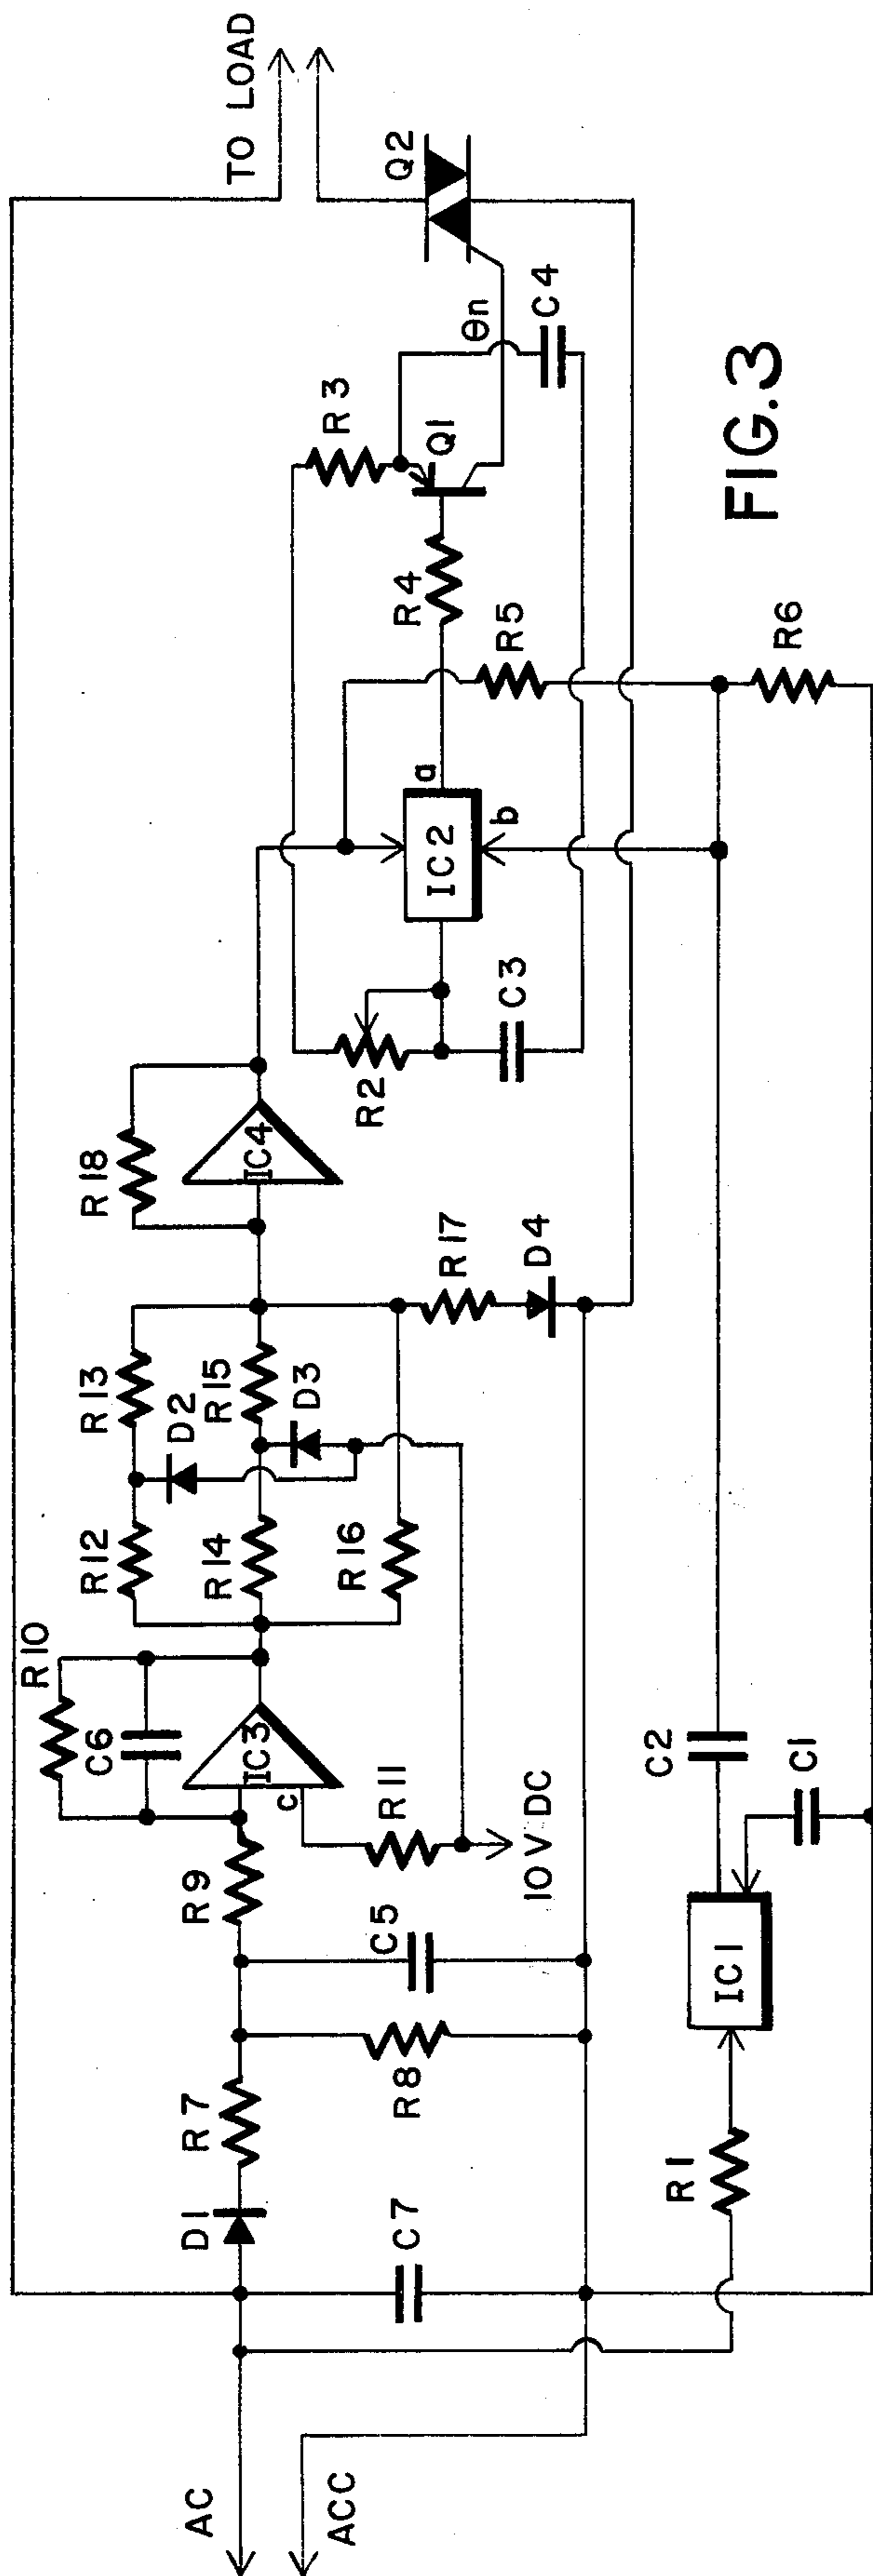 AC
ACC
D1
R7
R8
C7
R1
IC1
C1
C2
C5
R9
R10
C6
IC3
c
R11
10V DC
R12
R13
D2
R14
R15
D3
R16
R17
D4
R18
IC4
R2
C3
IC2
a
b
R4
R5
R6
R3
Q1
θn
C4
Q2
TO LOAD
FIG.3